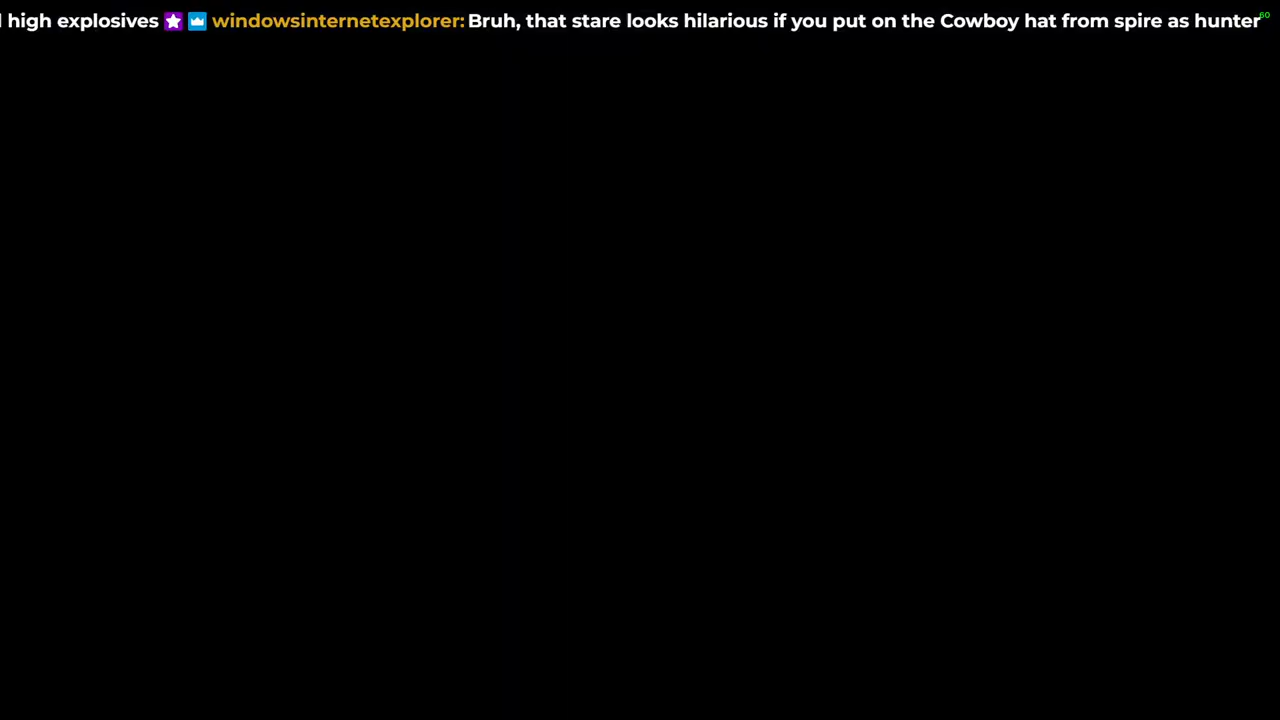 high explosives windowsinternetexplorer: Bruh, that stare looks hilarious if you put on the Cowboy hat from spire as hunter
60